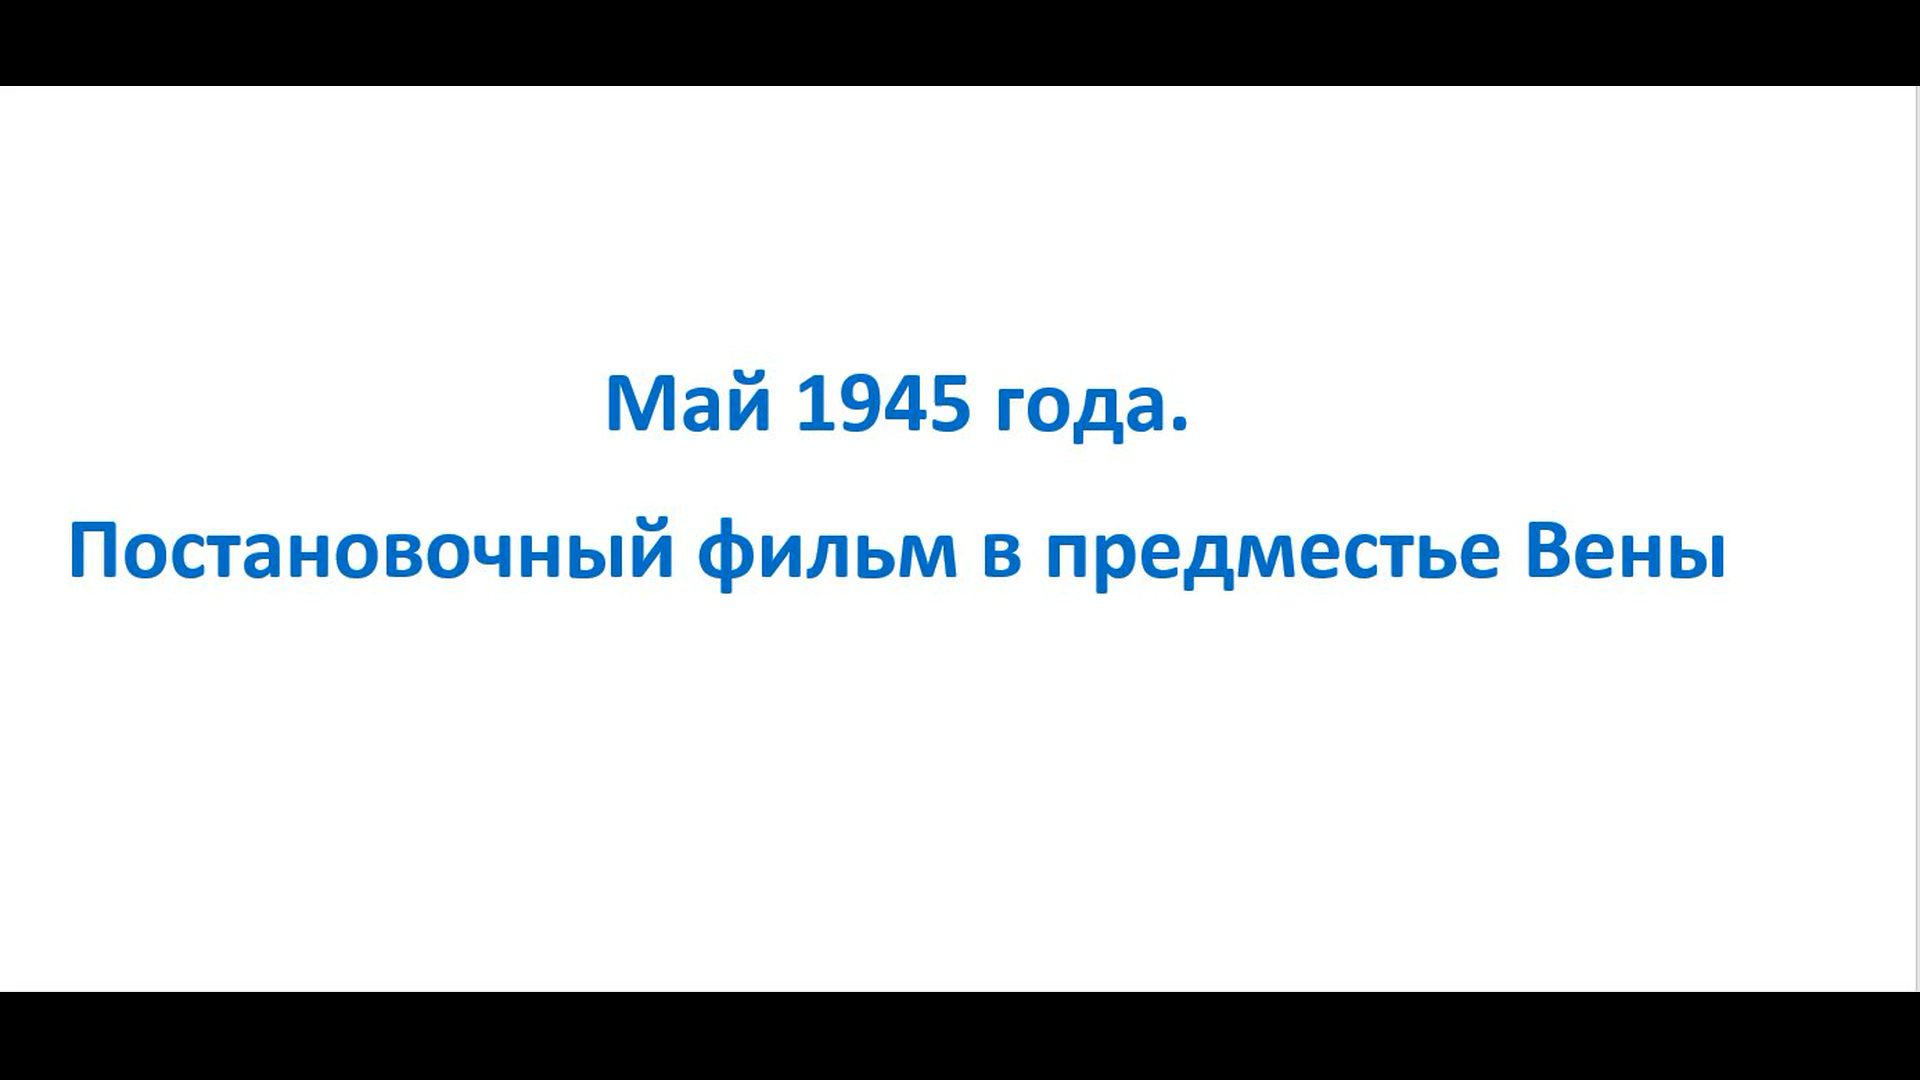 Май 1945 года.
Постановочный фильм в предместье Вены